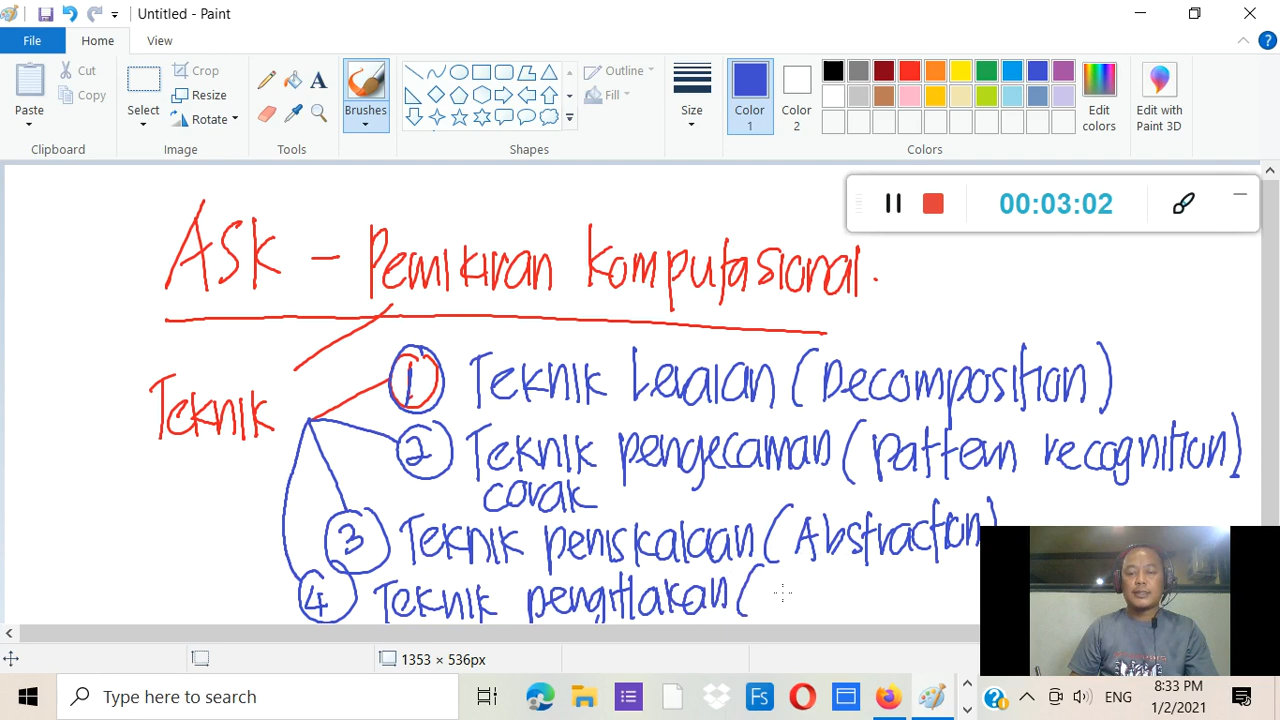 Untitled - Paint
File Home View
Paste
Cut
Copy
Clipboard
Select
Crop
Resize
Rotate
Image
A
Tools
Brushes
Outline
Fill
Shapes
Size
Color 1
Color 2
Edit colors
Edit with Paint 3D
Colors
00:03:02
ASK - Pemikiran Komputasional.
Teknik
1 Teknik Leraian (Decomposition)
2 Teknik pengecaman (pattern recognition)
corak
3 Teknik peniskalaan (Abstraction)
4 Teknik pengitlakan (
1353 × 536px
Type here to search
Fs
ENG
8:33 PM
1/2/2021